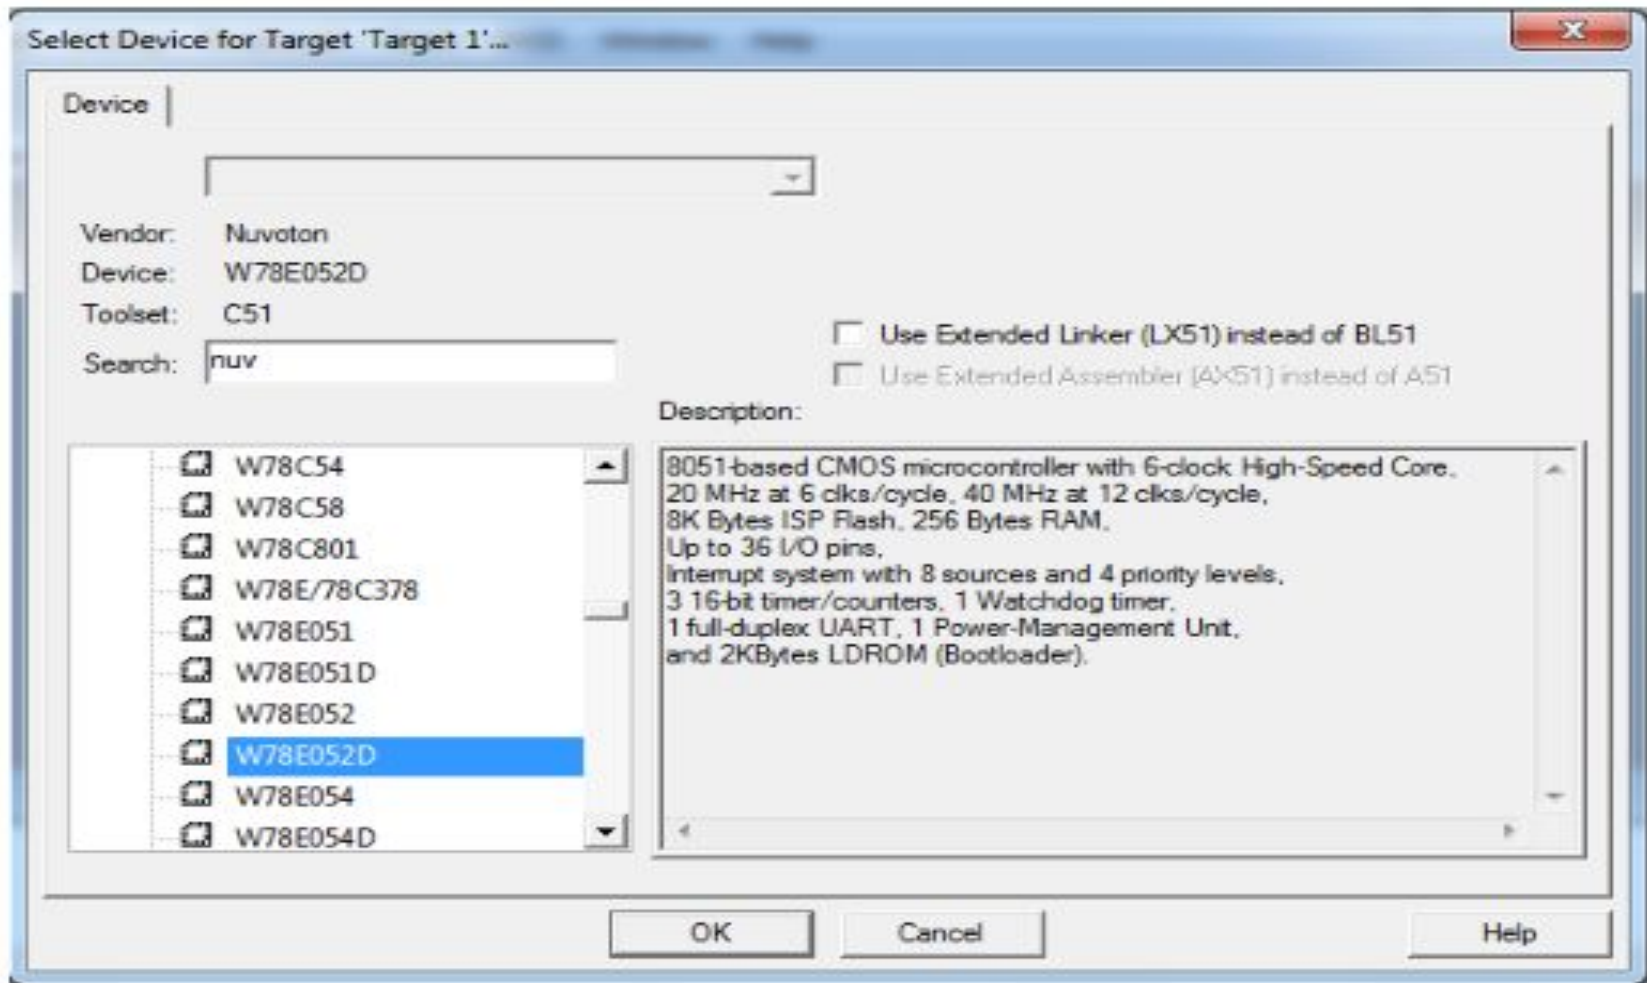 Select Device for Target 'Target 1'...
Device
Vendor: Nuvoton
Device: W78E052D
Toolset: C51
Search: nuv
Use Extended Linker (LX51) instead of BL51
Use Extended Assembler (AX51) instead of A51
Description:
W78C54
W78C58
W78C801
W78E/78C378
W78E051
W78E051D
W78E052
W78E052D
W78E054
W78E054D
8051-based CMOS microcontroller with 6-clock High-Speed Core,
20 MHz at 6 clks/cycle, 40 MHz at 12 clks/cycle,
8K Bytes ISP Flash, 256 Bytes RAM,
Up to 36 I/O pins,
Interrupt system with 8 sources and 4 priority levels,
3 16-bit timer/counters, 1 Watchdog timer,
1 full-duplex UART, 1 Power-Management Unit,
and 2KBytes LDROM (Bootloader).
OK
Cancel
Help